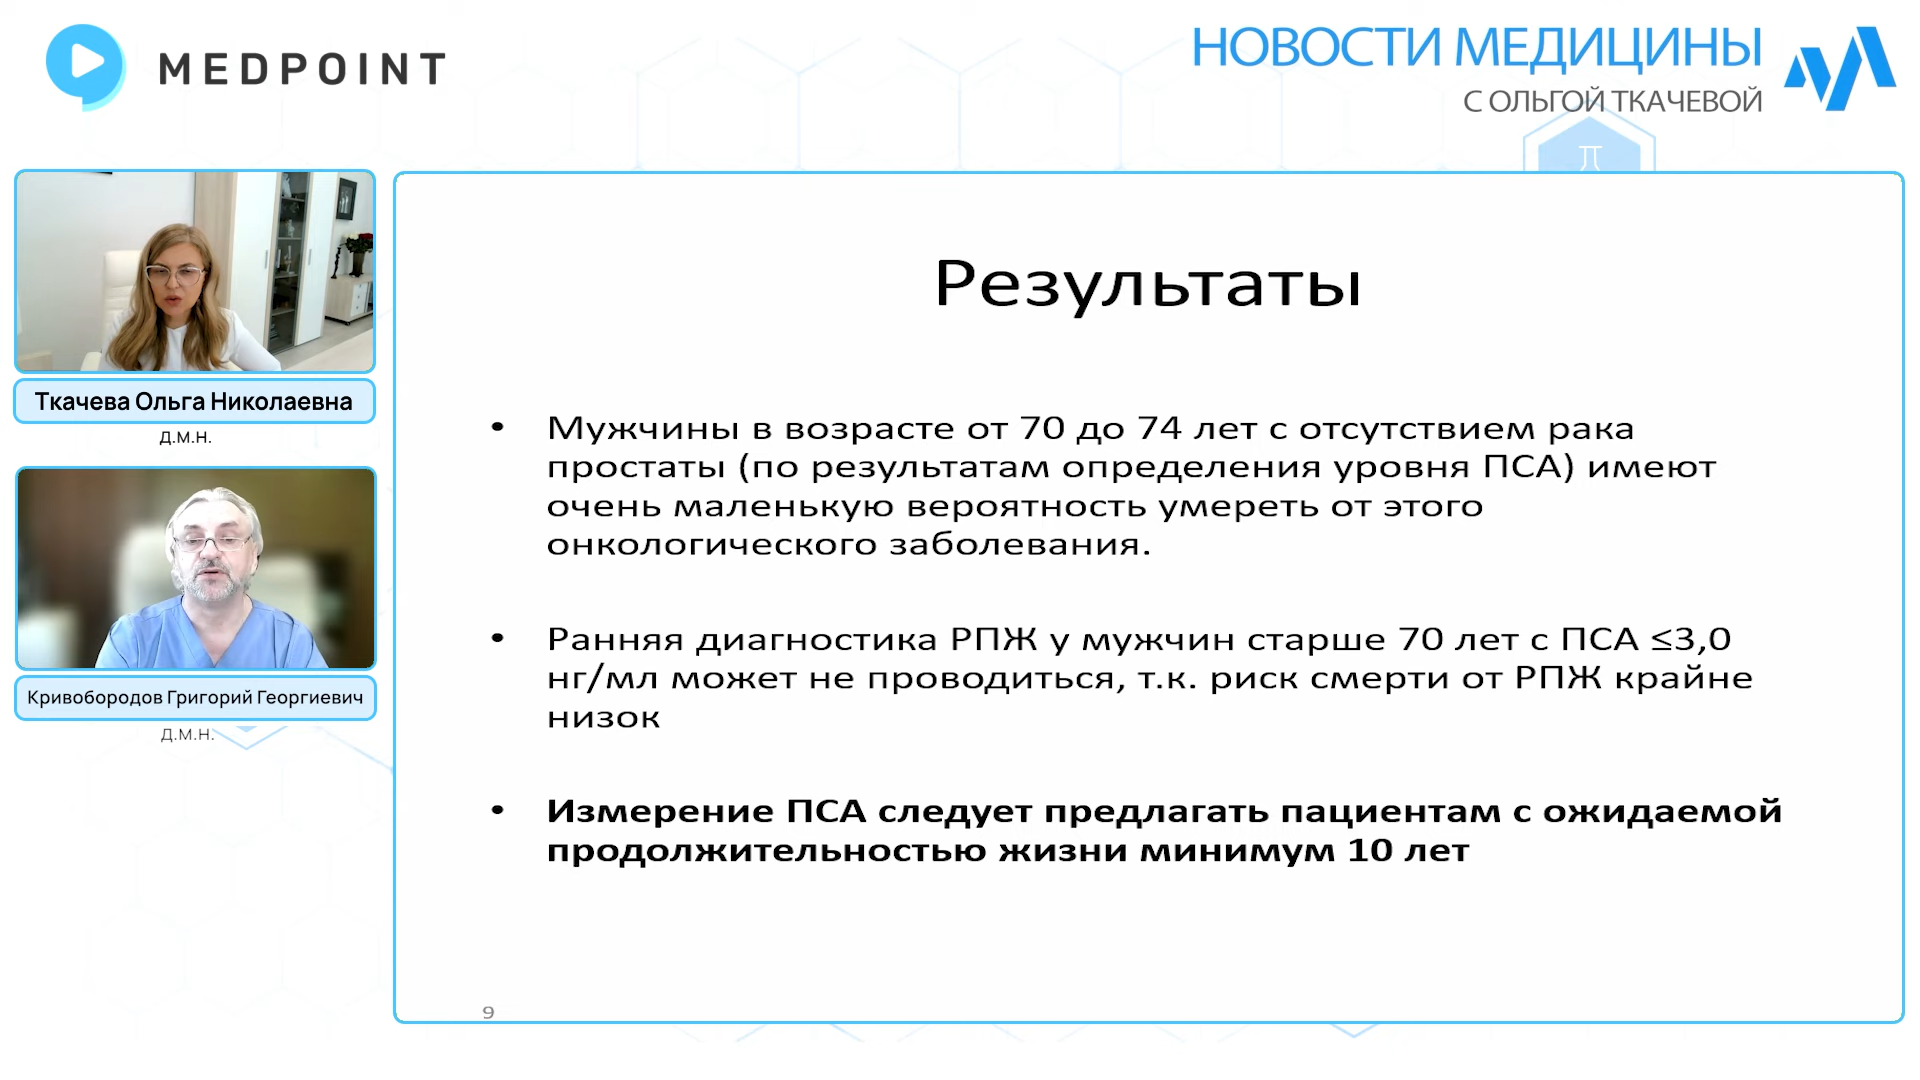 MEDPOINT
НОВОСТИ МЕДИЦИНЫ
С ОЛЬГОЙ ТКАЧЕВОЙ
Ткачева Ольга Николаевна
д.м.н.
Кривобородов Григорий Георгиевич
д.м.н.
Результаты
• Мужчины в возрасте от 70 до 74 лет с отсутствием рака
простаты (по результатам определения уровня ПСА) имеют
очень маленькую вероятность умереть от этого
онкологического заболевания.
• Ранняя диагностика РПЖ у мужчин старше 70 лет с ПСА ≤3,0
нг/мл может не проводиться, т.к. риск смерти от РПЖ крайне
низок
• Измерение ПСА следует предлагать пациентам с ожидаемой
продолжительностью жизни минимум 10 лет
9